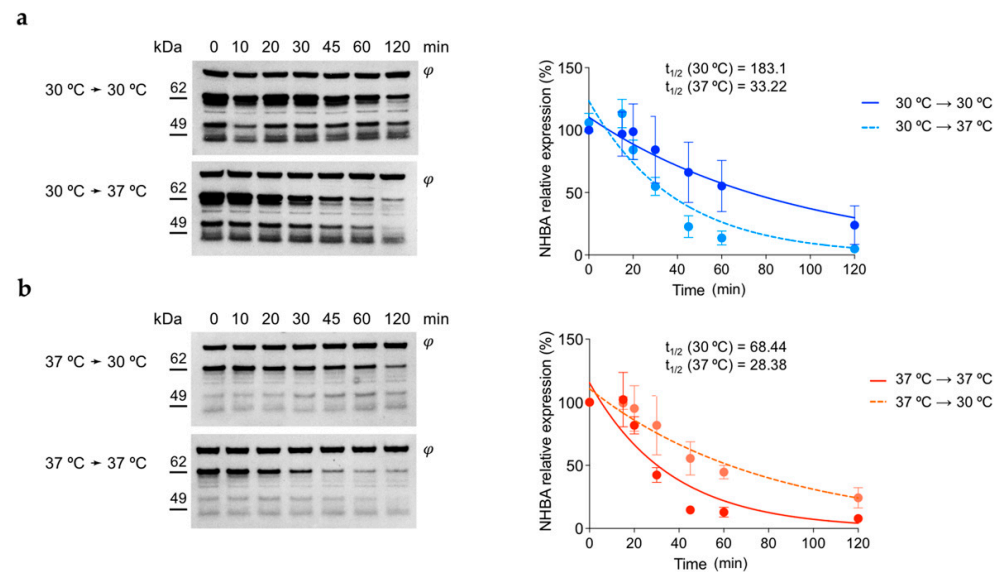 a
kDa 0 10 20 30 45 60 120 min
30 ºC → 30 ºC
φ
62
49
30 ºC → 37 ºC
φ
62
49
NHBA relative expression (%)
150
100
50
0
0 20 40 60 80 100 120
Time (min)
t1/2 (30 ºC) = 183.1
t1/2 (37 ºC) = 33.22
30 ºC → 30 ºC
30 ºC → 37 ºC
b
kDa 0 10 20 30 45 60 120 min
37 ºC → 30 ºC
φ
62
49
37 ºC → 37 ºC
φ
62
49
NHBA relative expression (%)
150
100
50
0
0 20 40 60 80 100 120
Time (min)
t1/2 (30 ºC) = 68.44
t1/2 (37 ºC) = 28.38
37 ºC → 37 ºC
37 ºC → 30 ºC